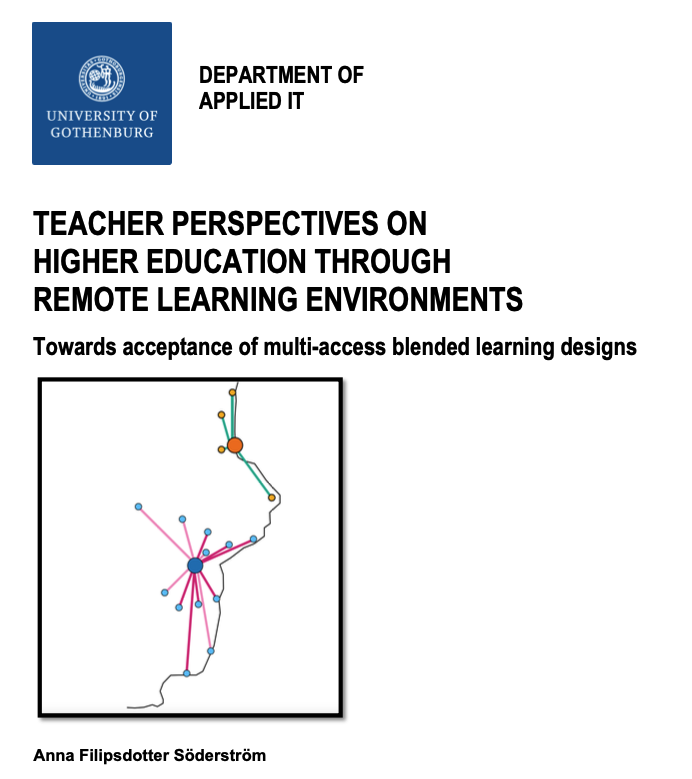 UNIVERSITY OF
GOTHENBURG
DEPARTMENT OF
APPLIED IT
TEACHER PERSPECTIVES ON
HIGHER EDUCATION THROUGH
REMOTE LEARNING ENVIRONMENTS
Towards acceptance of multi-access blended learning designs
Anna Filipsdotter Söderström